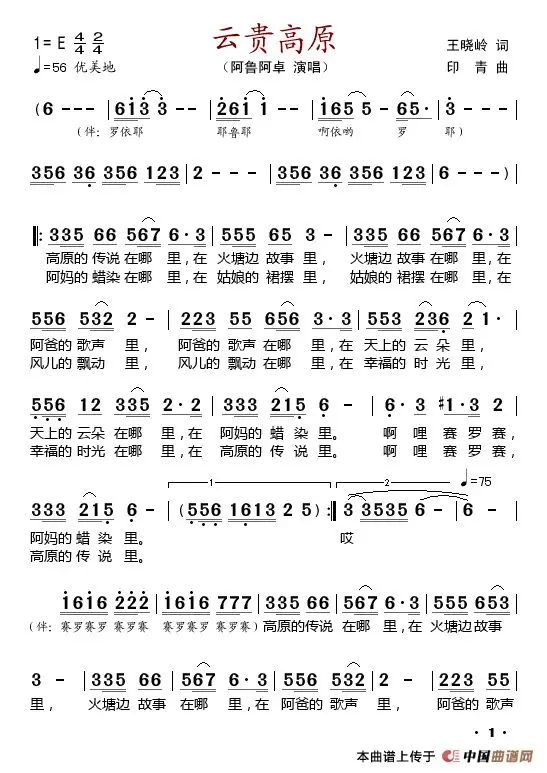 云贵高原
1=E 4/4 2/4
王晓岭 词
♩=56 优美地
（阿鲁阿卓 演唱）
印 青 曲
(6 - - - | 613 3 - - | 261 1 - - | 165 5 - 65· | 3 - - -
（伴：罗依耶 耶鲁耶 啊依哟 罗 耶）
356 36 356 123 | 2 - - - | 356 36 356 123 | 6 - - -)
‖: 335 66 567 6·3 | 555 65 3 - | 335 66 567 6·3 |
高原的 传说 在哪 里，在 火塘边 故事 里， 火塘边 故事 在哪 里，在
阿妈的 蜡染 在哪 里，在 姑娘的 裙摆 里， 姑娘的 裙摆 在哪 里，在
556 532 2 - | 223 55 656 3·3 | 553 236 2 1· |
阿爸的 歌声 里， 阿爸的 歌声 在哪 里，在 天上的 云 朵 里，
风儿的 飘动 里， 风儿的 飘动 在哪 里，在 幸福的 时 光 里，
556 12 335 2·2 | 333 215 6 - | 6·3 #1·3 2 |
天上的 云朵 在哪 里，在 阿妈的 蜡染 里。 啊 哩 赛 罗 赛，
幸福的 时光 在哪 里，在 高原的 传 说 里。 啊 哩 赛 罗 赛，
1 2 ♩=75
333 215 6 - | (556 1613 2 5) :‖ 3 3535 6 - | 6 - |
阿妈的 蜡 染 里。 哎
高原的 传 说 里。
1616 222 | 1616 777 | 335 66 | 567 6·3 | 555 653 |
（伴：赛罗赛罗 赛罗赛 赛罗赛罗 赛罗赛）高原的传说 在哪 里，在 火塘边 故事
3 - | 335 66 | 567 6·3 | 556 532 | 2 - | 223 55 |
里， 火塘边 故事 在哪 里，在 阿爸的 歌声 里， 阿爸的 歌声
· 1 ·
本曲谱上传于 中国曲谱网